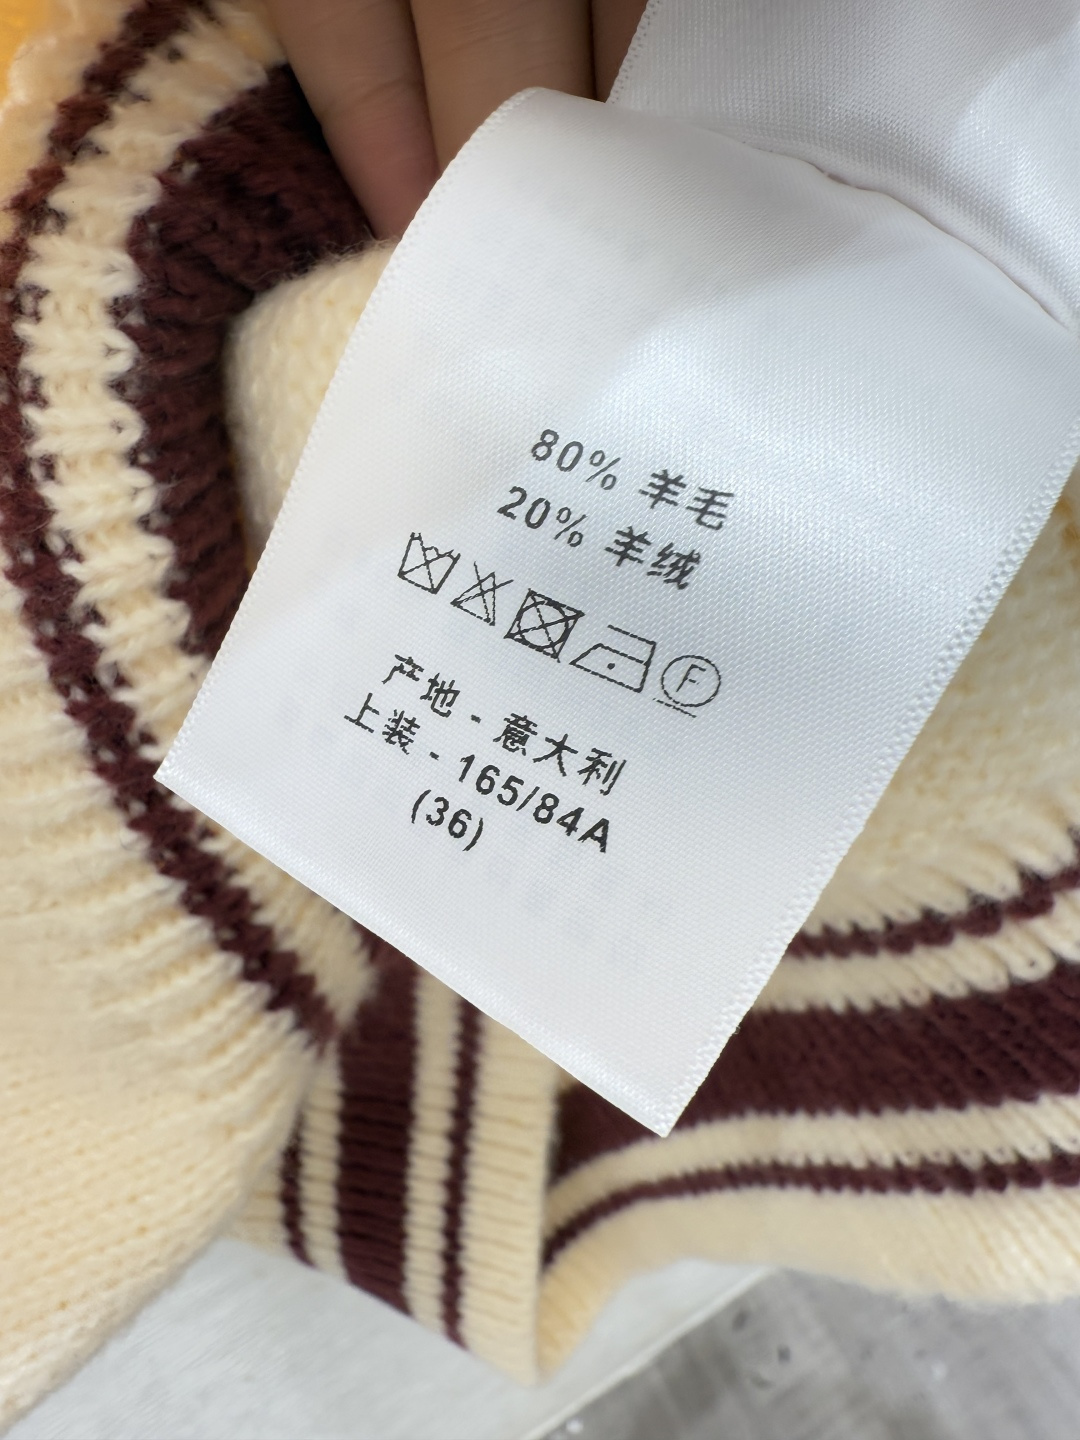 80% 羊毛
20% 羊绒
F
产地 - 意大利
上装 - 165/84A
(36)